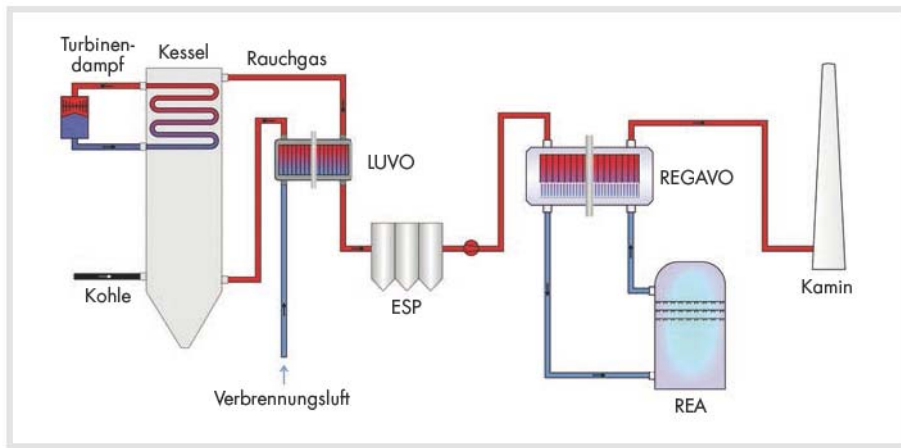 Turbinen-
dampf
Kessel
Rauchgas
LUVO
REGAVO
Kohle
ESP
Kamin
Verbrennungsluft
REA